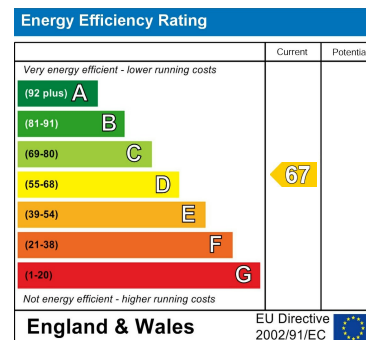 Energy Efficiency Rating
Current Potentia
Very energy efficient - lower running costs
(92 plus) A
(81-91) B
(69-80) C
(55-68) D
67
(39-54) E
(21-38) F
(1-20) G
Not energy efficient - higher running costs
England & Wales
EU Directive
2002/91/EC